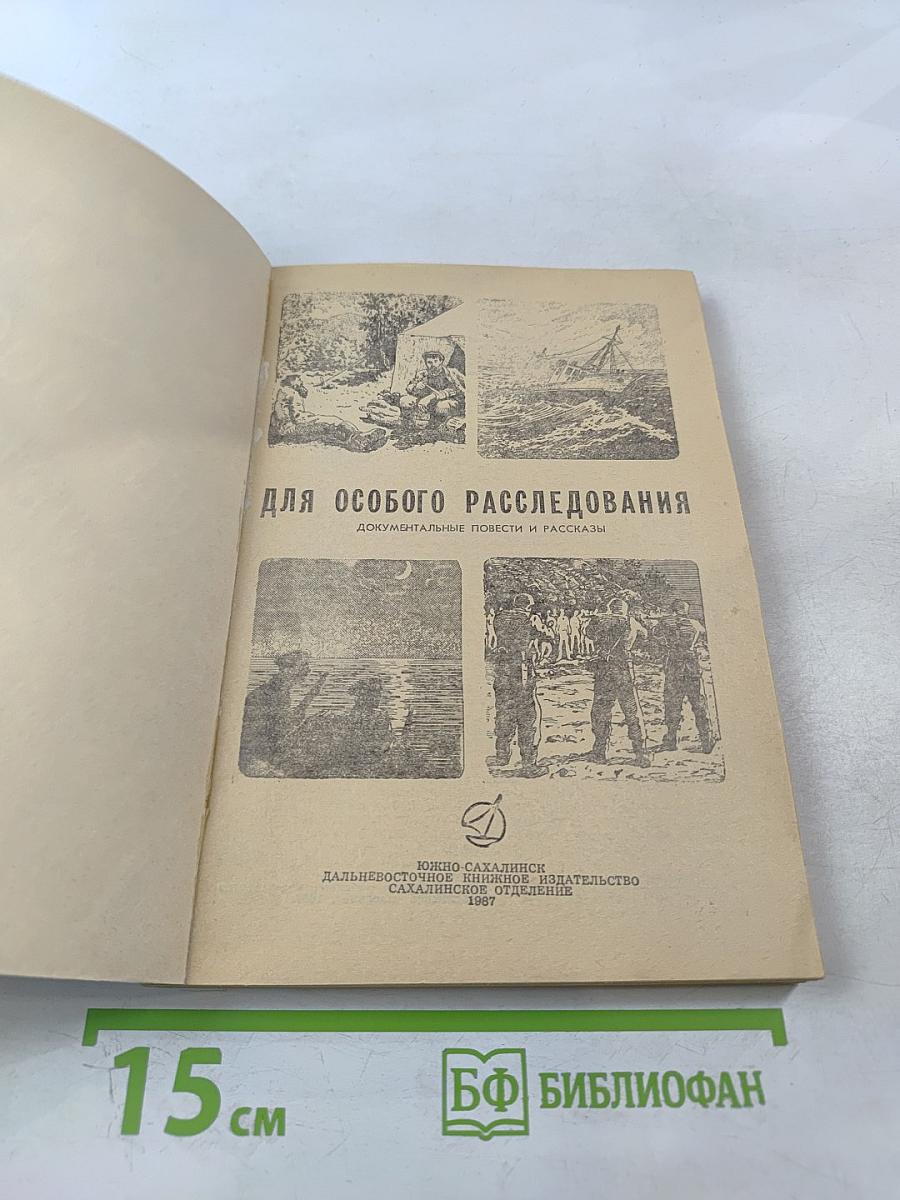 ДЛЯ ОСОБОГО РАССЛЕДОВАНИЯ
ДОКУМЕНТАЛЬНЫЕ ПОВЕСТИ И РАССКАЗЫ
ЮЖНО-САХАЛИНСК
ДАЛЬНЕВОСТОЧНОЕ КНИЖНОЕ ИЗДАТЕЛЬСТВО
САХАЛИНСКОЕ ОТДЕЛЕНИЕ
1987
15 см
БФ БИБЛИОФАН